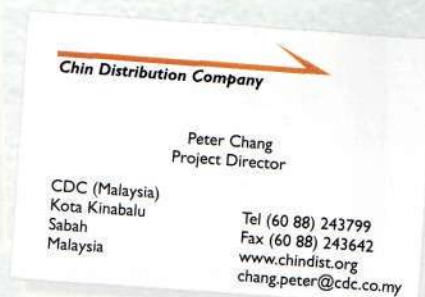 Chin Distribution Company
Peter Chang
Project Director
CDC (Malaysia)
Kota Kinabalu
Sabah
Malaysia
Tel (60 88) 243799
Fax (60 88) 243642
www.chindist.org
chang.peter@cdc.co.my